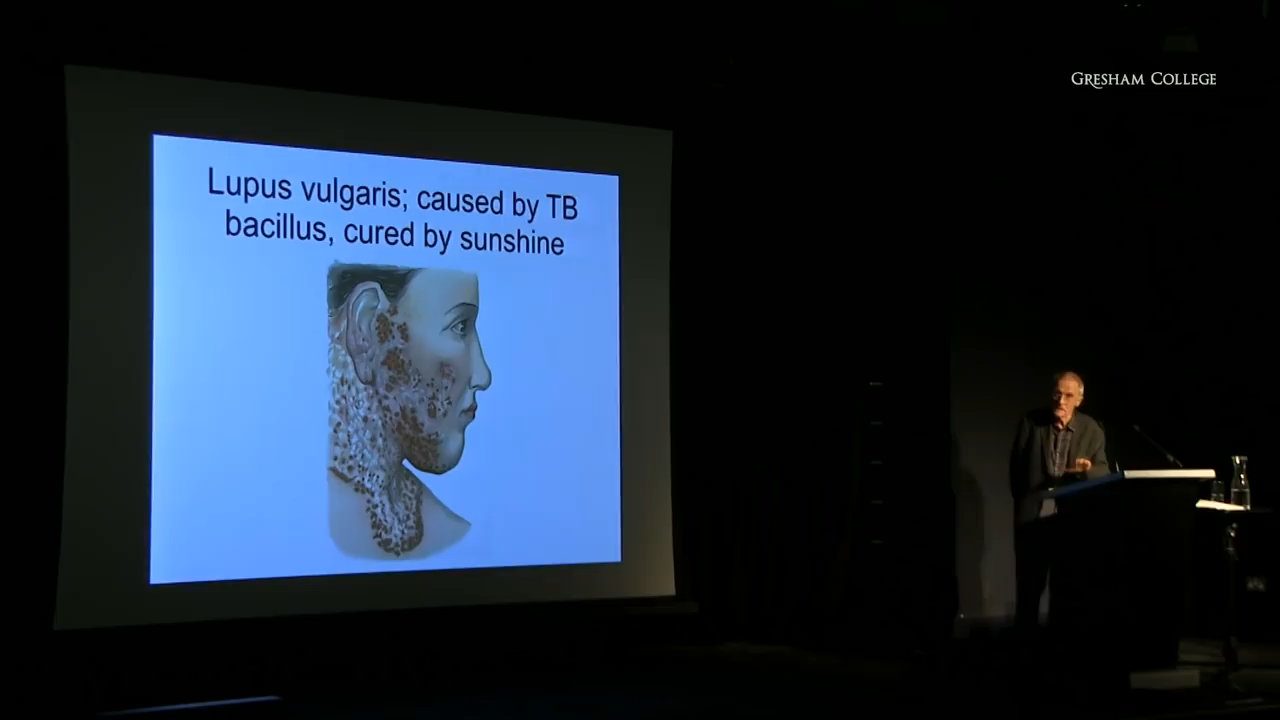 GRESHAM COLLEGE
Lupus vulgaris; caused by TB
bacillus, cured by sunshine